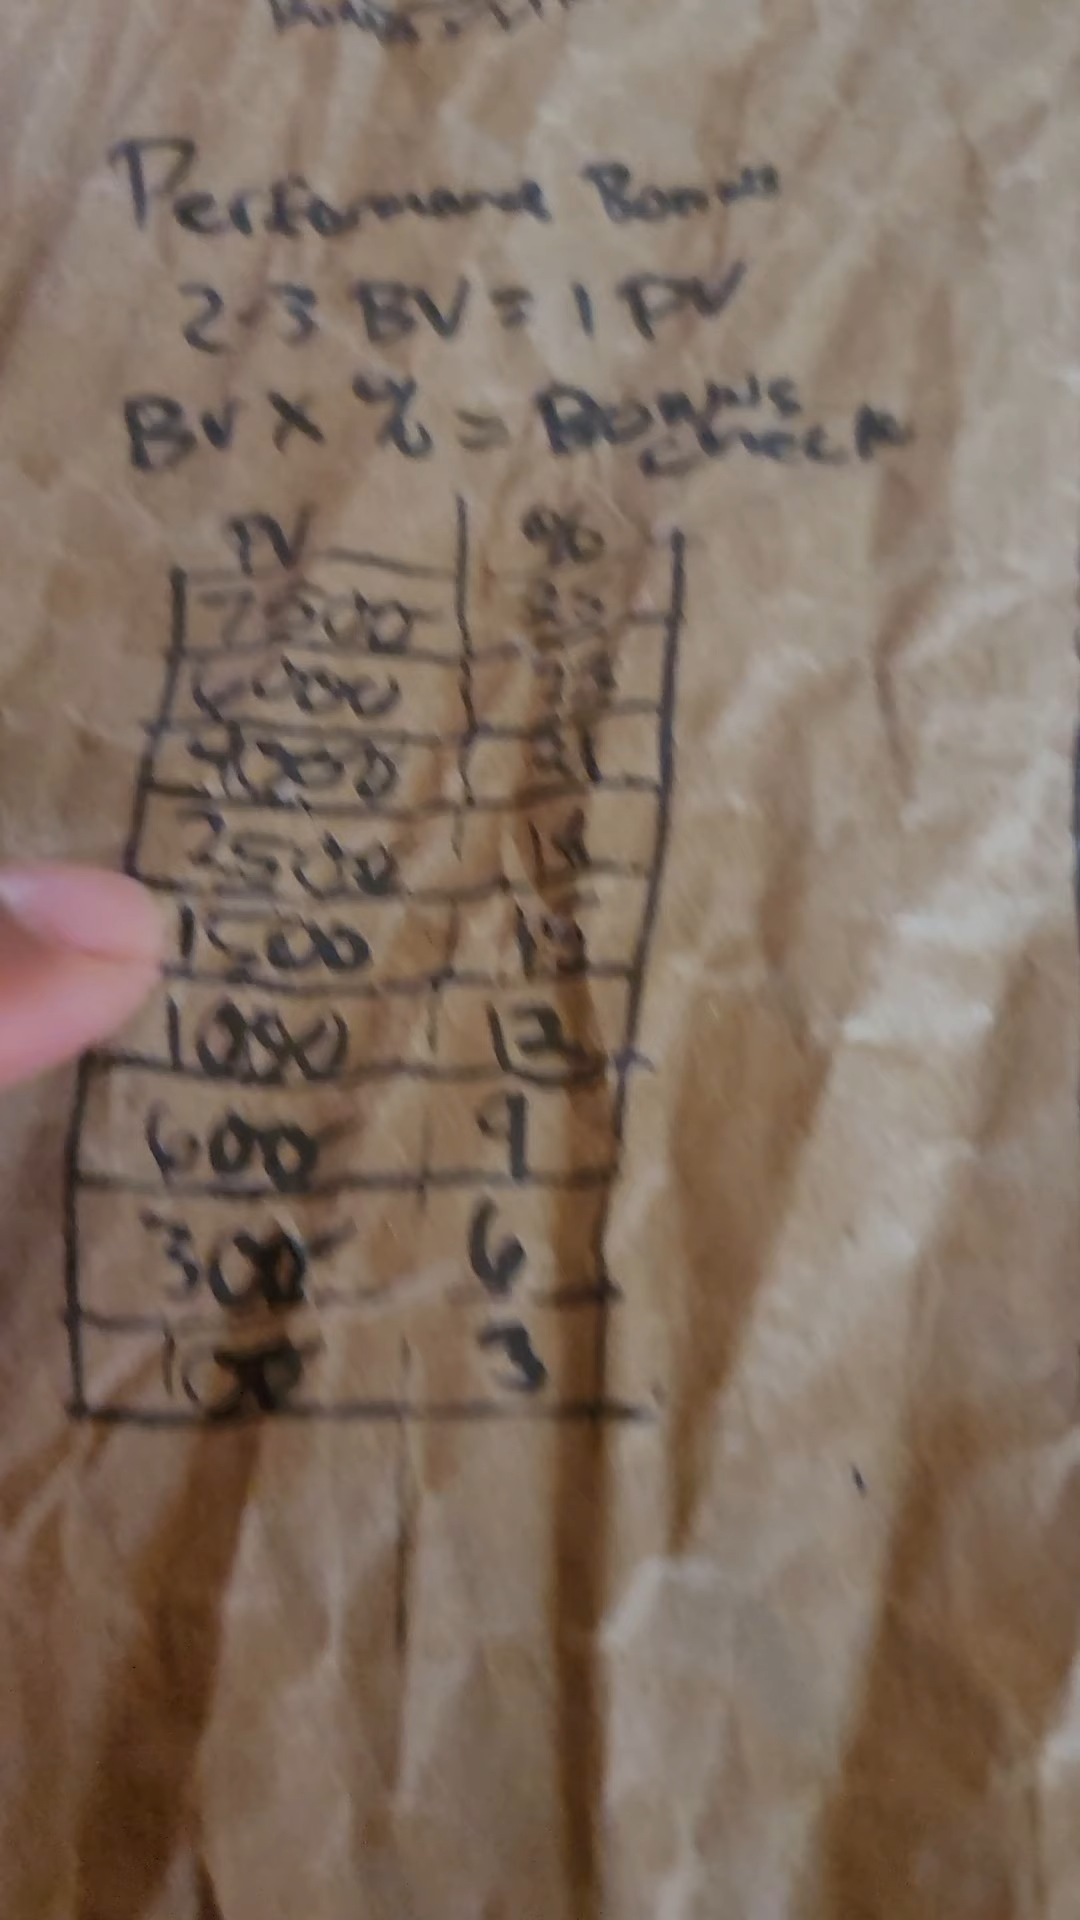 Performance Bonus
2.3 BV = 1 PV
BV X % = Bonus check
PV %
7500
6000
4000 21
2500 18
1500 15
1000 12
600 9
300 6
100 3